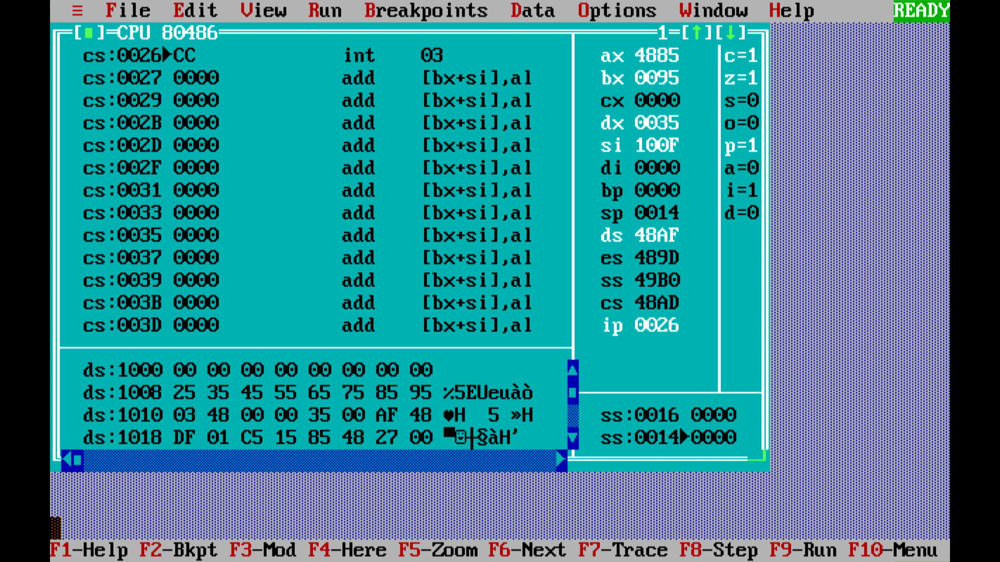 ≡ File Edit View Run Breakpoints Data Options Window Help READY
[■]=CPU 80486 1=[↑][↓]
cs:0026►CC int 03 ax 4885 c=1
cs:0027 0000 add [bx+si],al bx 0095 z=1
cs:0029 0000 add [bx+si],al cx 0000 s=0
cs:002B 0000 add [bx+si],al dx 0035 o=0
cs:002D 0000 add [bx+si],al si 100F p=1
cs:002F 0000 add [bx+si],al di 0000 a=0
cs:0031 0000 add [bx+si],al bp 0000 i=1
cs:0033 0000 add [bx+si],al sp 0014 d=0
cs:0035 0000 add [bx+si],al ds 48AF
cs:0037 0000 add [bx+si],al es 489D
cs:0039 0000 add [bx+si],al ss 49B0
cs:003B 0000 add [bx+si],al cs 48AD
cs:003D 0000 add [bx+si],al ip 0026
ds:1000 00 00 00 00 00 00 00 00
ds:1008 25 35 45 55 65 75 85 95 %5EUeuàò
ds:1010 03 48 00 00 35 00 AF 48 ♥H  5 »H ss:0016 0000
ds:1018 DF 01 C5 15 85 48 27 00 ▀☺┼§àH' ss:0014►0000
F1-Help F2-Bkpt F3-Mod F4-Here F5-Zoom F6-Next F7-Trace F8-Step F9-Run F10-Menu